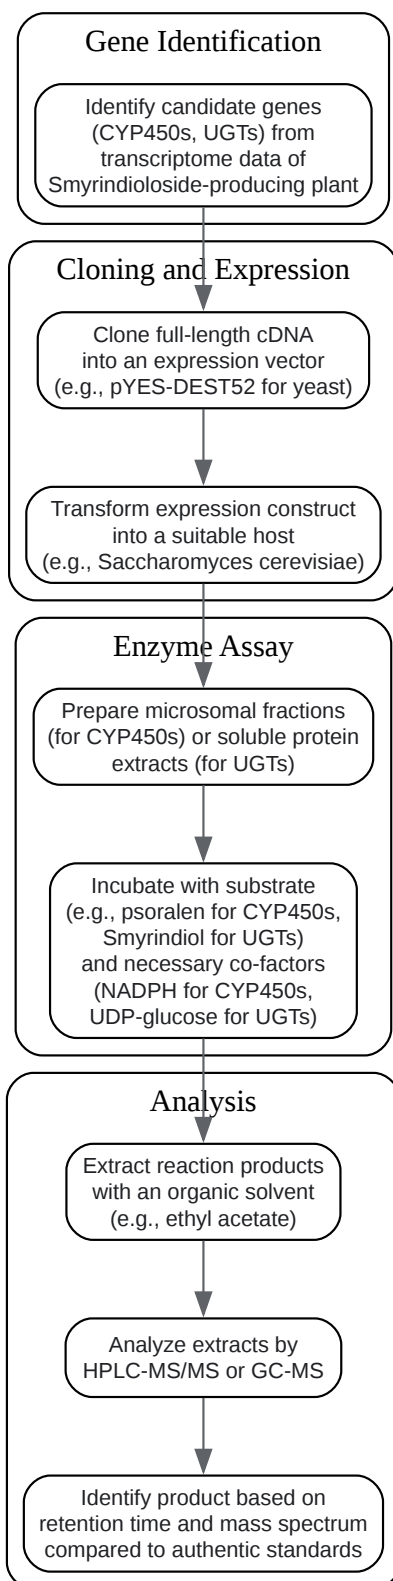 Gene Identification
Identify candidate genes
(CYP450s, UGTs) from
transcriptome data of
Smyrindioloside-producing plant
Cloning and Expression
Clone full-length cDNA
into an expression vector
(e.g., pYES-DEST52 for yeast)
Transform expression construct
into a suitable host
(e.g., Saccharomyces cerevisiae)
Enzyme Assay
Prepare microsomal fractions
(for CYP450s) or soluble protein
extracts (for UGTs)
Incubate with substrate
(e.g., psoralen for CYP450s,
Smyrindiol for UGTs)
and necessary co-factors
(NADPH for CYP450s,
UDP-glucose for UGTs)
Analysis
Extract reaction products
with an organic solvent
(e.g., ethyl acetate)
Analyze extracts by
HPLC-MS/MS or GC-MS
Identify product based on
retention time and mass spectrum
compared to authentic standards